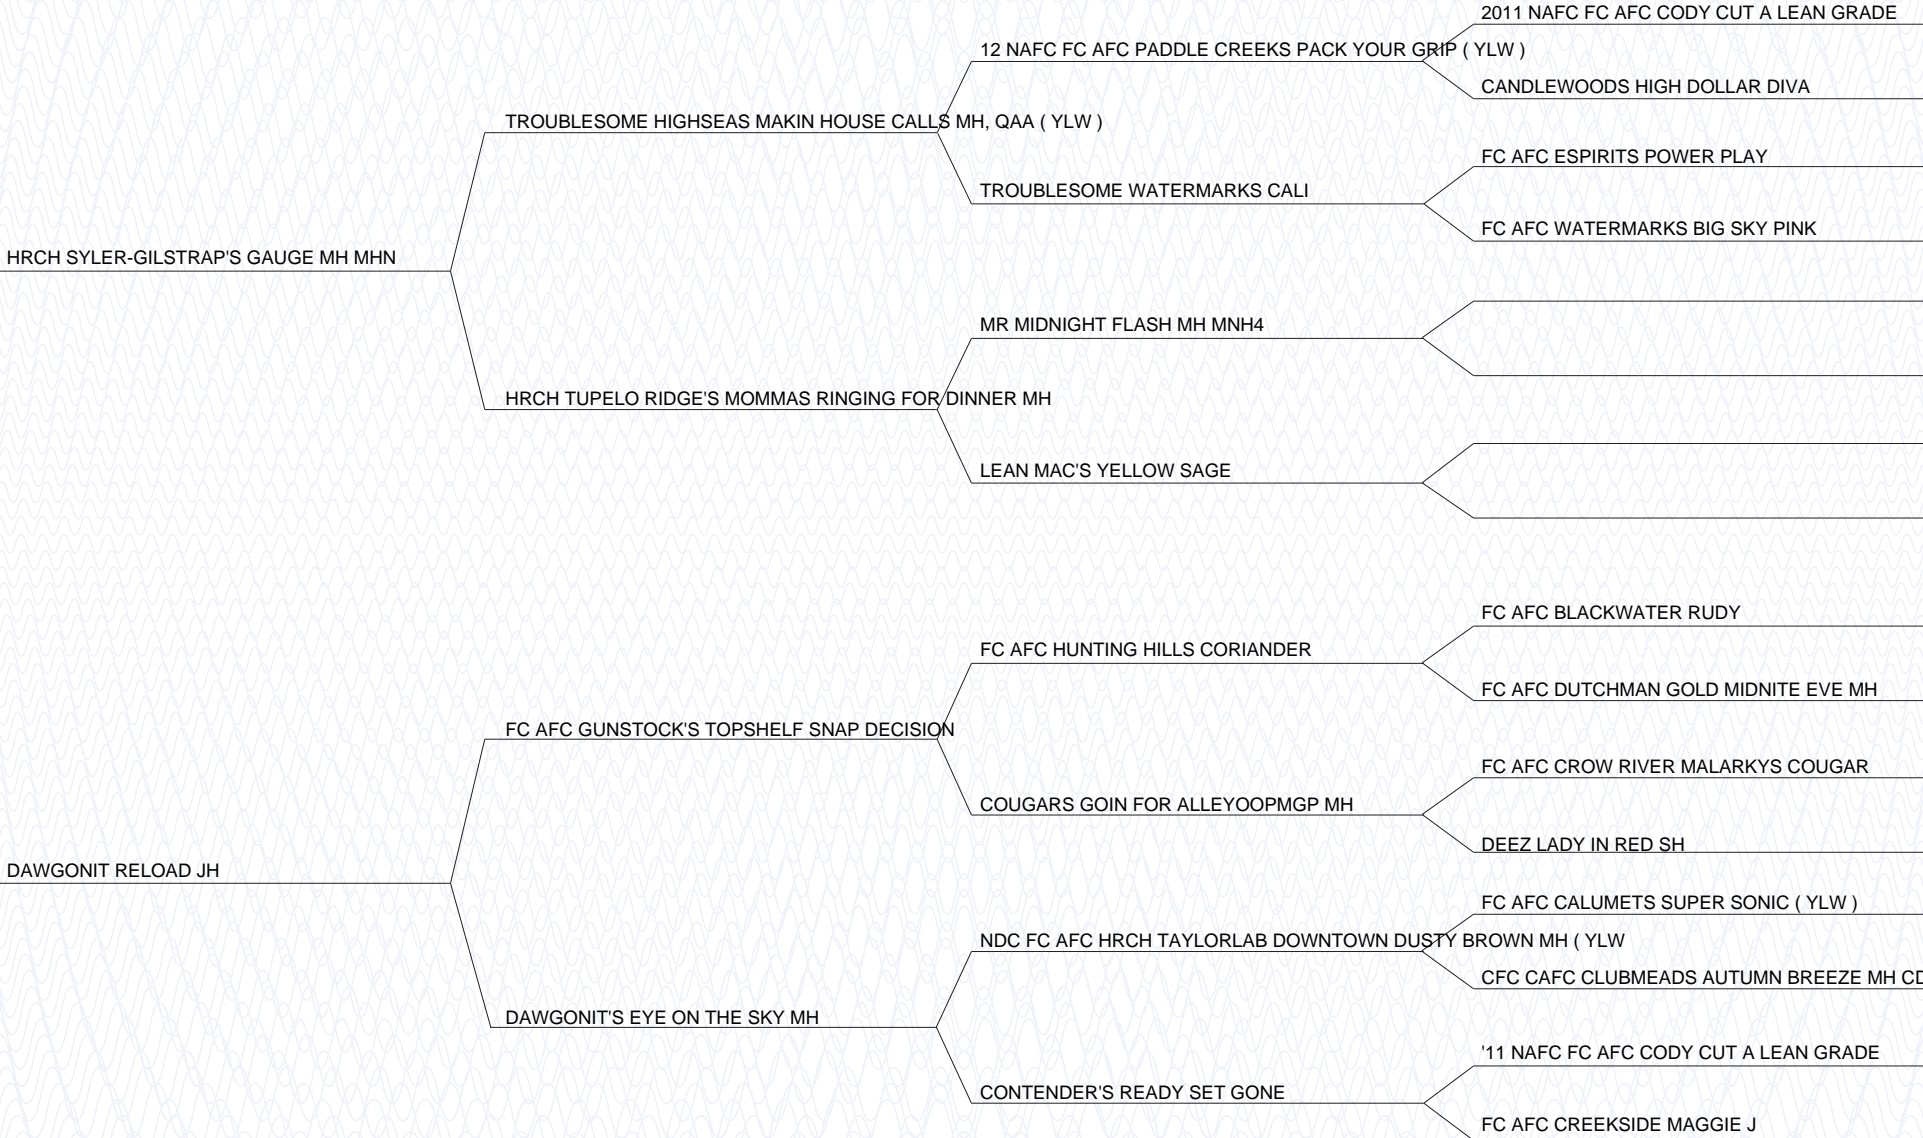 2011 NAFC FC AFC CODY CUT A LEAN GRADE
12 NAFC FC AFC PADDLE CREEKS PACK YOUR GRIP ( YLW )
CANDLEWOODS HIGH DOLLAR DIVA
TROUBLESOME HIGHSEAS MAKIN HOUSE CALLS MH, QAA ( YLW )
FC AFC ESPIRITS POWER PLAY
TROUBLESOME WATERMARKS CALI
FC AFC WATERMARKS BIG SKY PINK
HRCH SYLER-GILSTRAP'S GAUGE MH MHN
MR MIDNIGHT FLASH MH MNH4
HRCH TUPELO RIDGE'S MOMMAS RINGING FOR DINNER MH
LEAN MAC'S YELLOW SAGE
FC AFC BLACKWATER RUDY
FC AFC HUNTING HILLS CORIANDER
FC AFC DUTCHMAN GOLD MIDNITE EVE MH
FC AFC GUNSTOCK'S TOPSHELF SNAP DECISION
FC AFC CROW RIVER MALARKYS COUGAR
COUGARS GOIN FOR ALLEYOOPMGP MH
DEEZ LADY IN RED SH
DAWGONIT RELOAD JH
FC AFC CALUMETS SUPER SONIC ( YLW )
NDC FC AFC HRCH TAYLORLAB DOWNTOWN DUSTY BROWN MH ( YLW
CFC CAFC CLUBMEADS AUTUMN BREEZE MH CD
DAWGONIT'S EYE ON THE SKY MH
'11 NAFC FC AFC CODY CUT A LEAN GRADE
CONTENDER'S READY SET GONE
FC AFC CREEKSIDE MAGGIE J